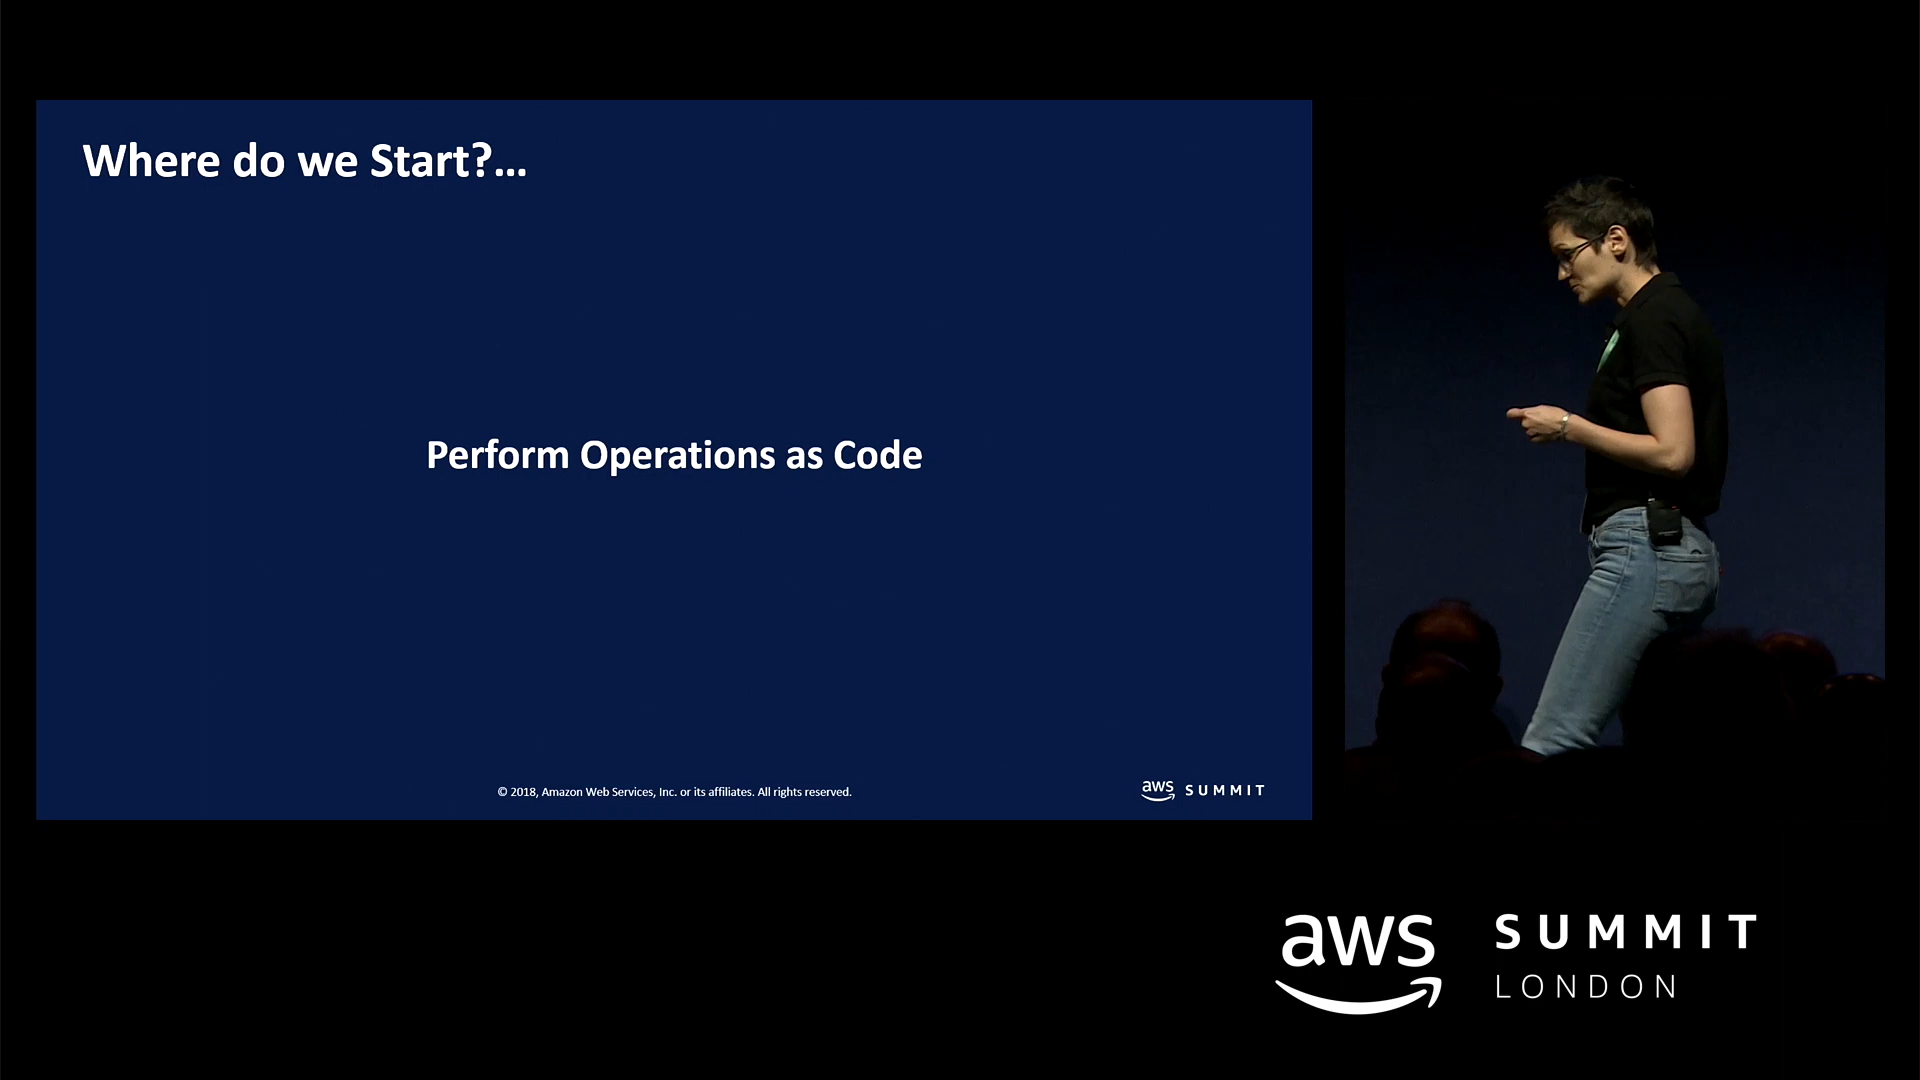 Where do we Start?...
Perform Operations as Code
© 2018, Amazon Web Services, Inc. or its affiliates. All rights reserved.
aws SUMMIT
aws SUMMIT
LONDON